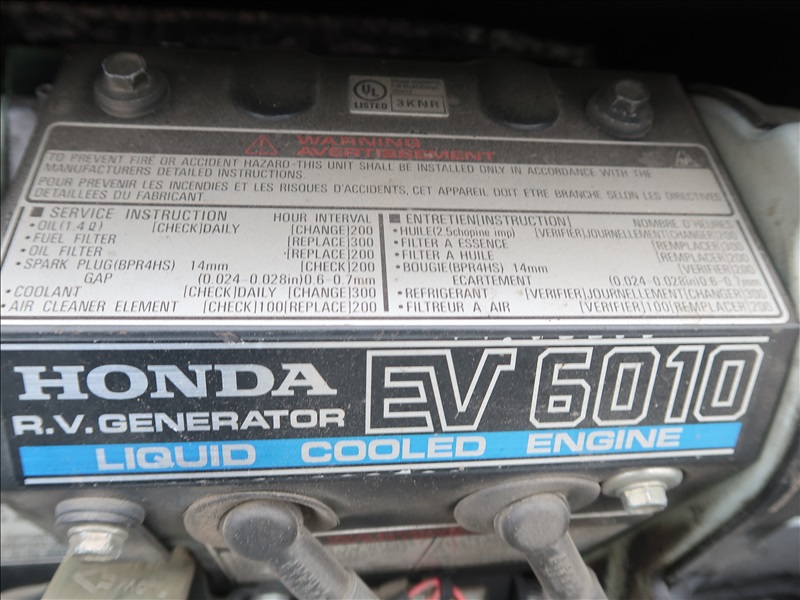 UL
LISTED
3KNR
WARNING
AVERTISSEMENT
TO PREVENT FIRE OR ACCIDENT HAZARD-THIS UNIT SHALL BE INSTALLED ONLY IN ACCORDANCE WITH THE
MANUFACTURERS DETAILED INSTRUCTIONS.
POUR PREVENIR LES INCENDIES ET LES RISQUES D'ACCIDENTS, CET APPAREIL DOIT ETRE BRANCHE SELON LES DIRECTIVES
DETAILLEES DU FABRICANT.
■ SERVICE INSTRUCTION HOUR INTERVAL
• OIL(1.4ℓ) [CHECK]DAILY [CHANGE]200
• FUEL FILTER [REPLACE]300
• OIL FILTER [REPLACE]200
• SPARK PLUG(BPR4HS) 14mm [CHECK]200
GAP (0.024-0.028in)0.6-0.7mm
• COOLANT [CHECK]DAILY [CHANGE]300
• AIR CLEANER ELEMENT [CHECK]100[REPLACE]200
■ ENTRETIEN[INSTRUCTION] NOMBRE D'HEURES
• HUILE(2.5chopine imp) [VERIFIER]JOURNELLEMENT[CHANGER]200
• FILTER A ESSENCE [REMPLACER]300
• FILTER A HUILE [REMPLACER]200
• BOUGIE(BPR4HS) 14mm [VERIFIER]200
ECARTEMENT (0.024-0.028in)0.6-0.7mm
• REFRIGERANT [VERIFIER]JOURNELLEMENT[CHANGER]300
• FILTREUR A AIR [VERIFIER]100[REMPLACER]200
HONDA
R.V. GENERATOR
EV6010
LIQUID COOLED ENGINE